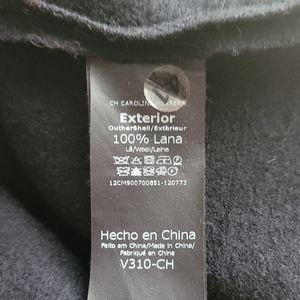 CH CAROLINA HERRERA
Exterior
OutherShell/Extérieur
100% Lana
Lã/Wool/Laine
12CM900700851-120773
Hecho en China
Feito em China/Made in China/
Fabriqué en Chine
V310-CH